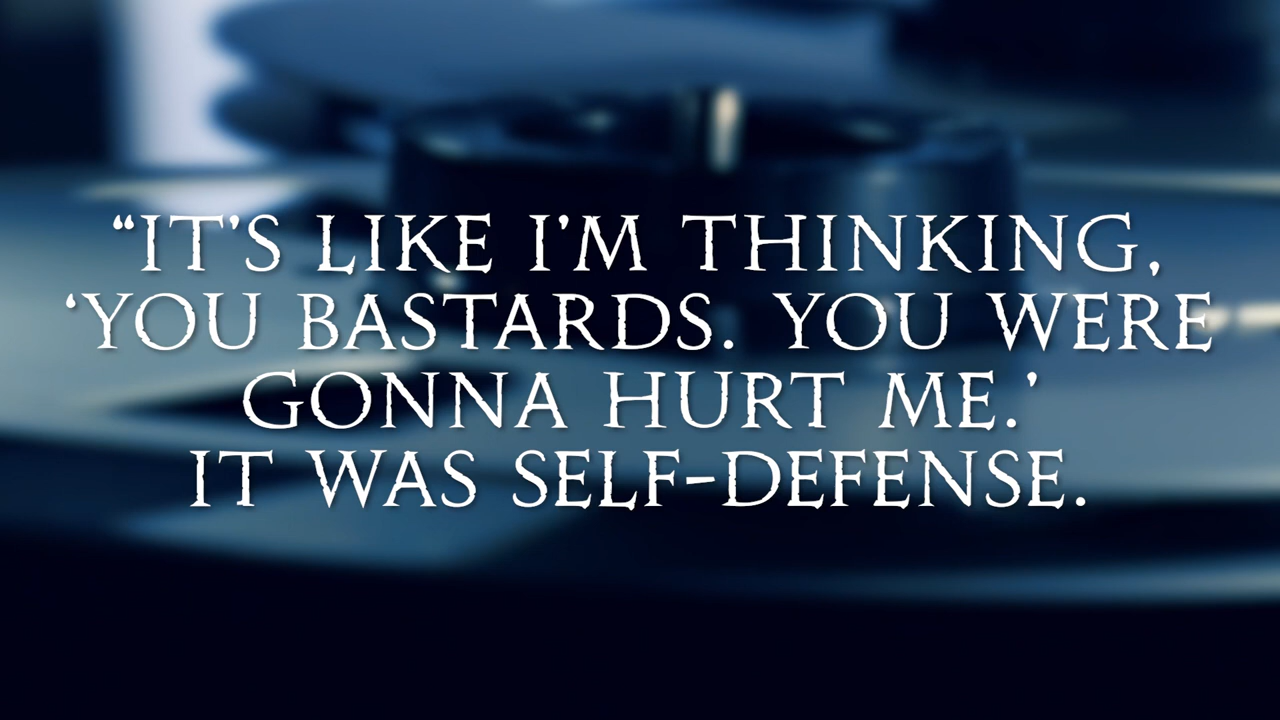 “IT’S LIKE I’M THINKING,
‘YOU BASTARDS. YOU WERE
GONNA HURT ME.’
IT WAS SELF-DEFENSE.